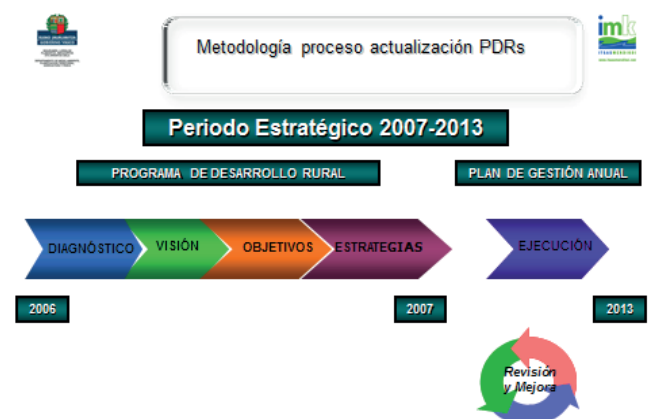 imk
Metodología proceso actualización PDRs
Periodo Estratégico 2007-2013
PROGRAMA DE DESARROLLO RURAL
PLAN DE GESTIÓN ANUAL
DIAGNÓSTICO
VISIÓN
OBJETIVOS
ESTRATEGIAS
EJECUCIÓN
2006
2007
2013
Revisión
y Mejora